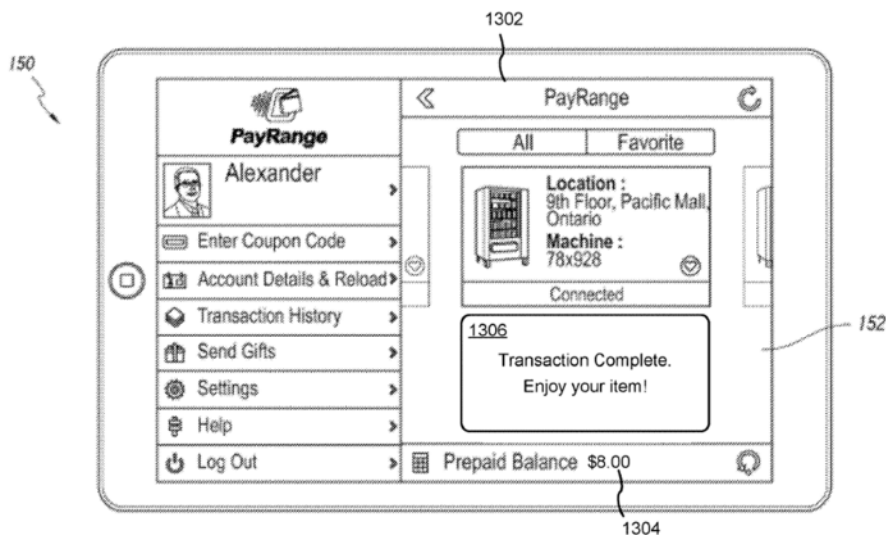 1302
150
PayRange
Alexander
Enter Coupon Code
Account Details & Reload
Transaction History
Send Gifts
Settings
Help
Log Out
PayRange
All Favorite
Location :
9th Floor, Pacific Mall,
Ontario
Machine :
78x928
Connected
1306
Transaction Complete.
Enjoy your item!
152
Prepaid Balance $8.00
1304